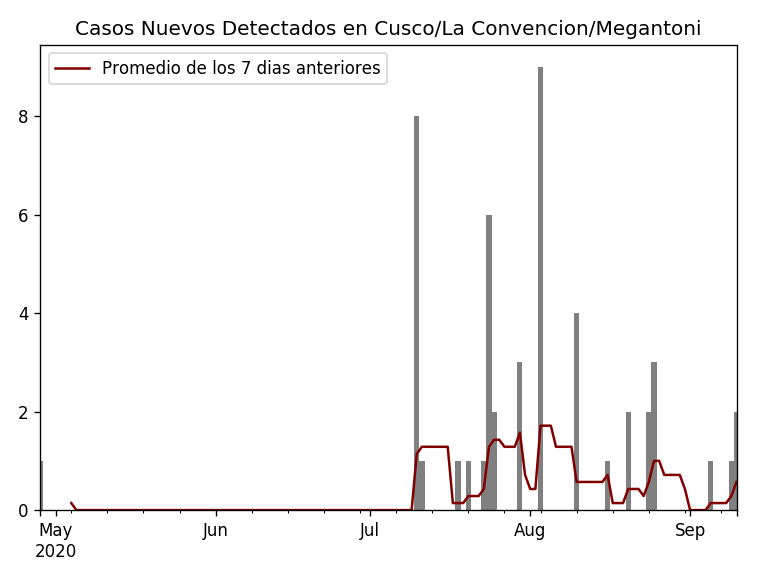 Casos Nuevos Detectados en Cusco/La Convencion/Megantoni
Promedio de los 7 dias anteriores
8
6
4
2
0
May Jun Jul Aug Sep
2020